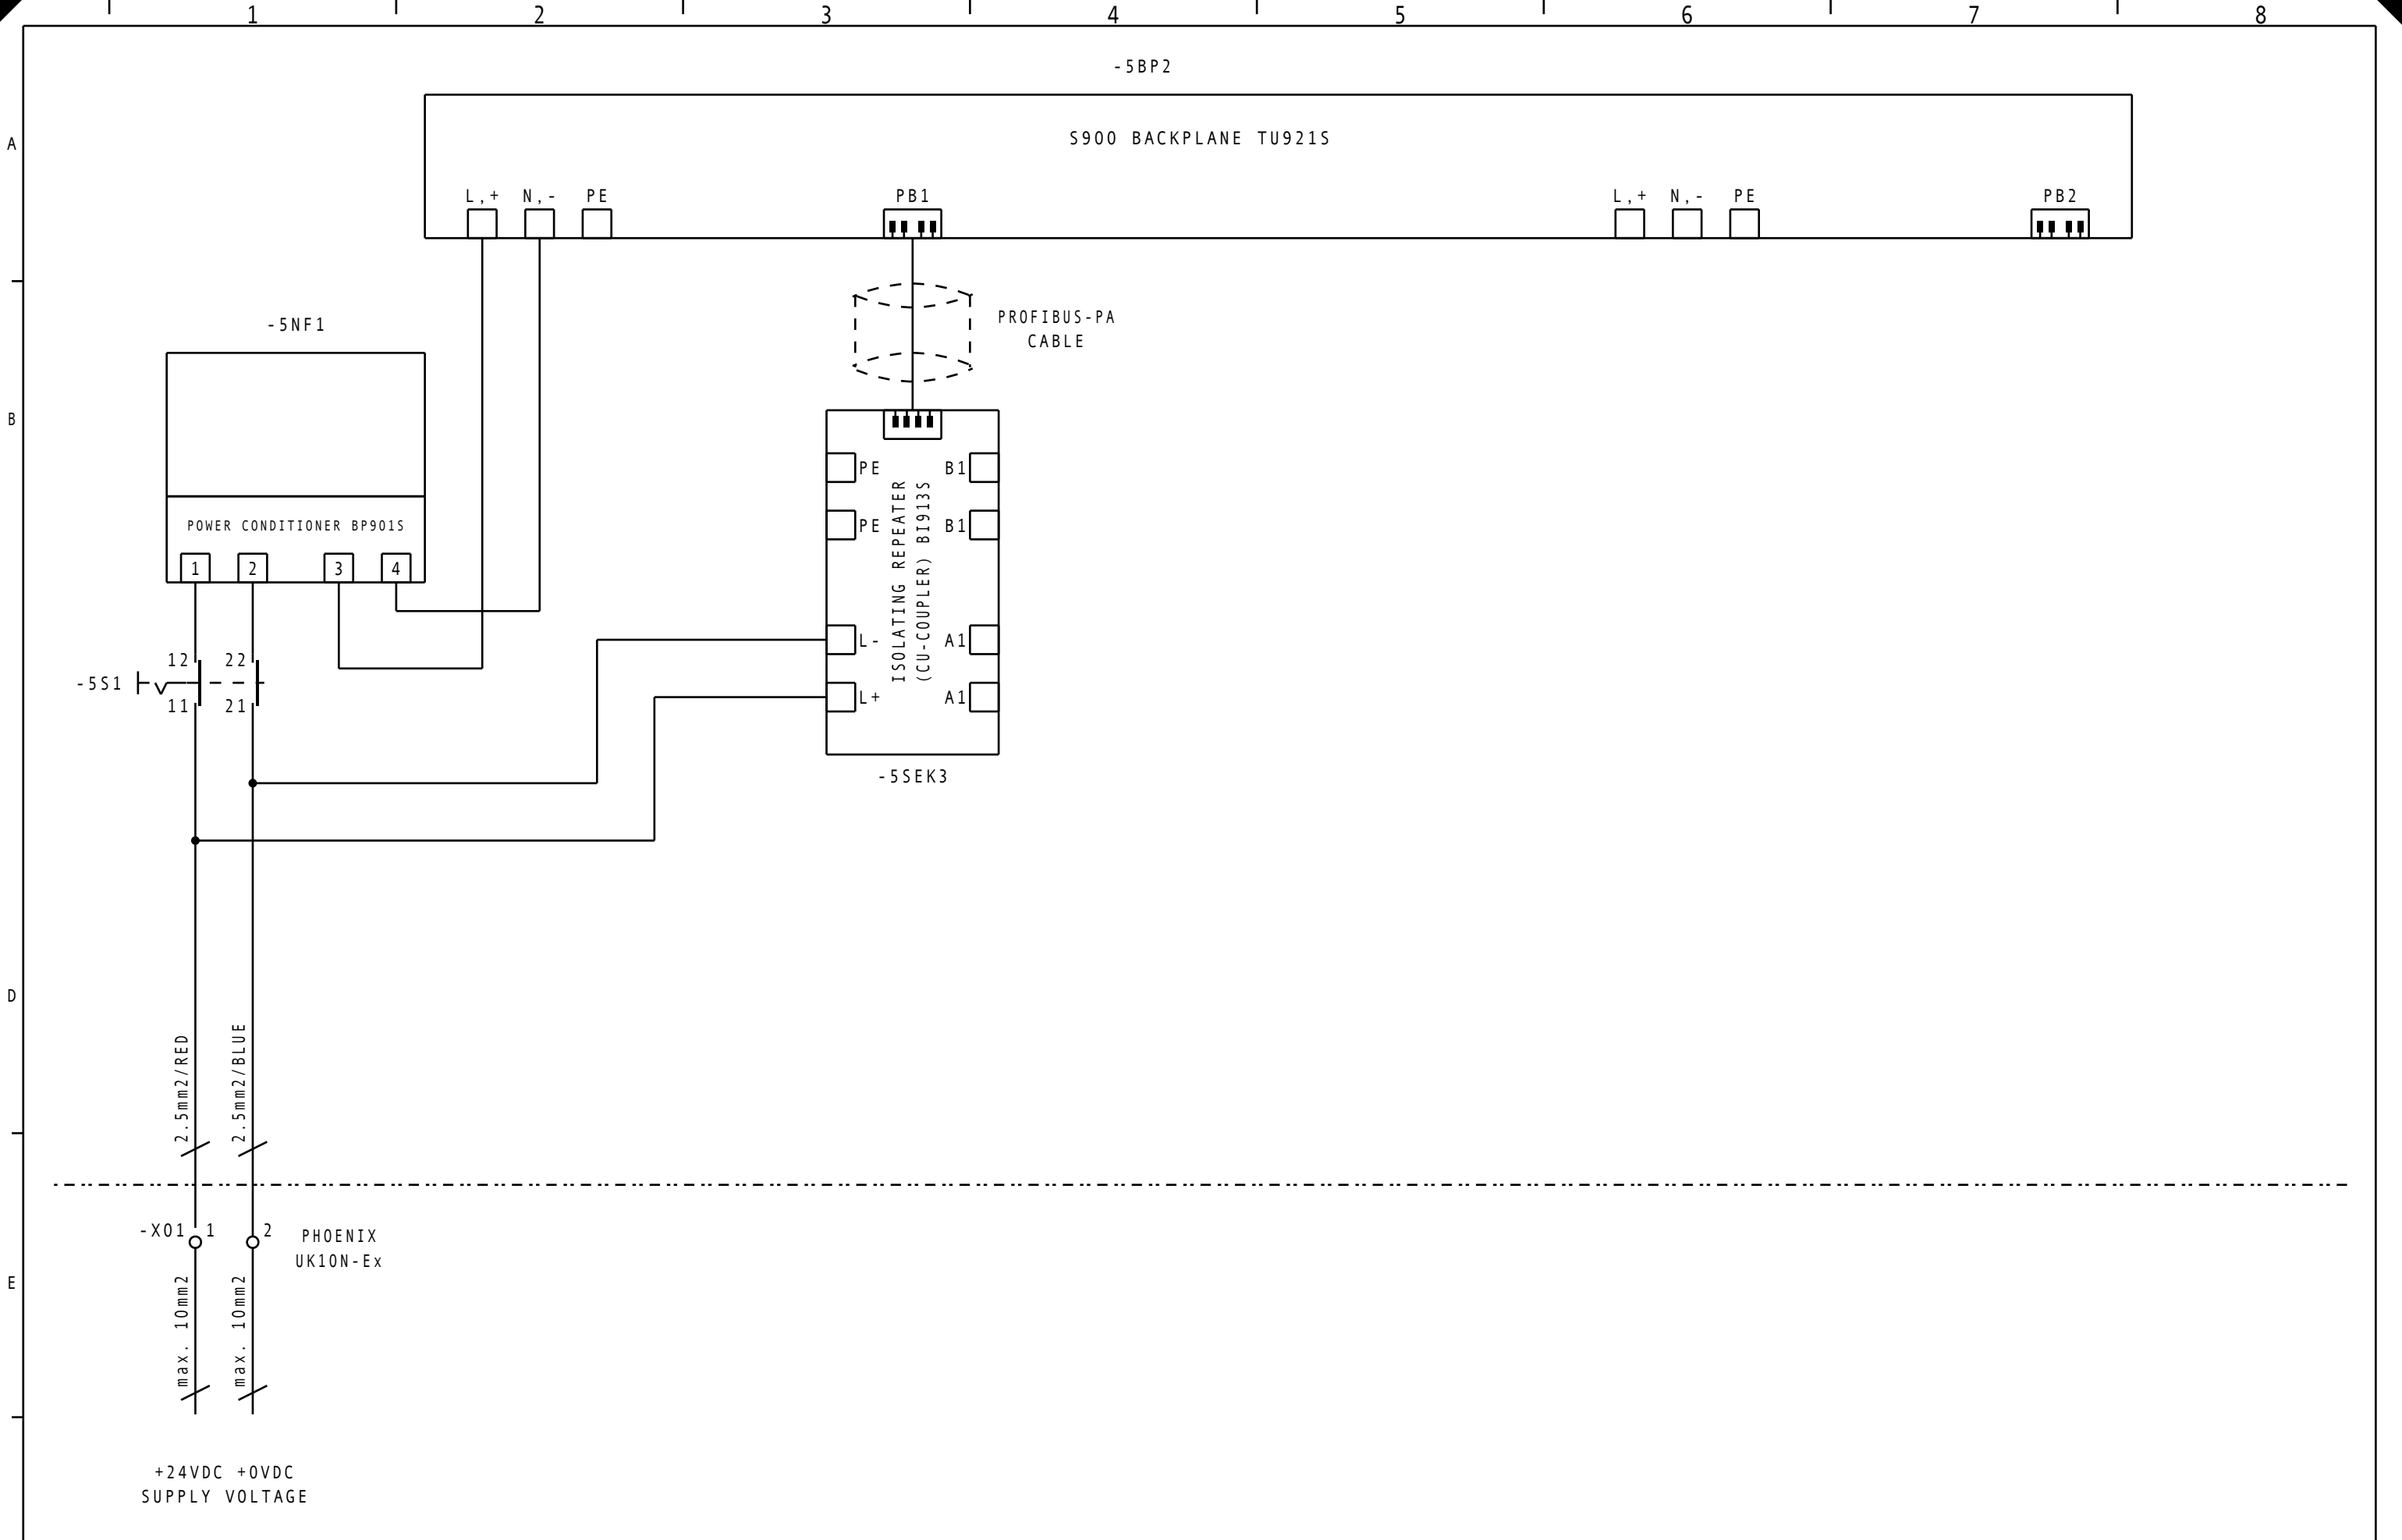 1 2 3 4 5 6 7 8
-5BP2
A
S900 BACKPLANE TU921S
L,+ N,- PE PB1 L,+ N,- PE PB2
-5NF1
PROFIBUS-PA
CABLE
B
POWER CONDITIONER BP901S
1 2 3 4
PE B1
PE B1
ISOLATING REPEATER
(CU-COUPLER) BI913S
L- A1
L+ A1
-5SEK3
12 22
-5S1
11 21
D
2.5mm2/RED
2.5mm2/BLUE
-X01 1 2
PHOENIX
UK10N-Ex
E
max. 10mm2
max. 10mm2
+24VDC +0VDC
SUPPLY VOLTAGE